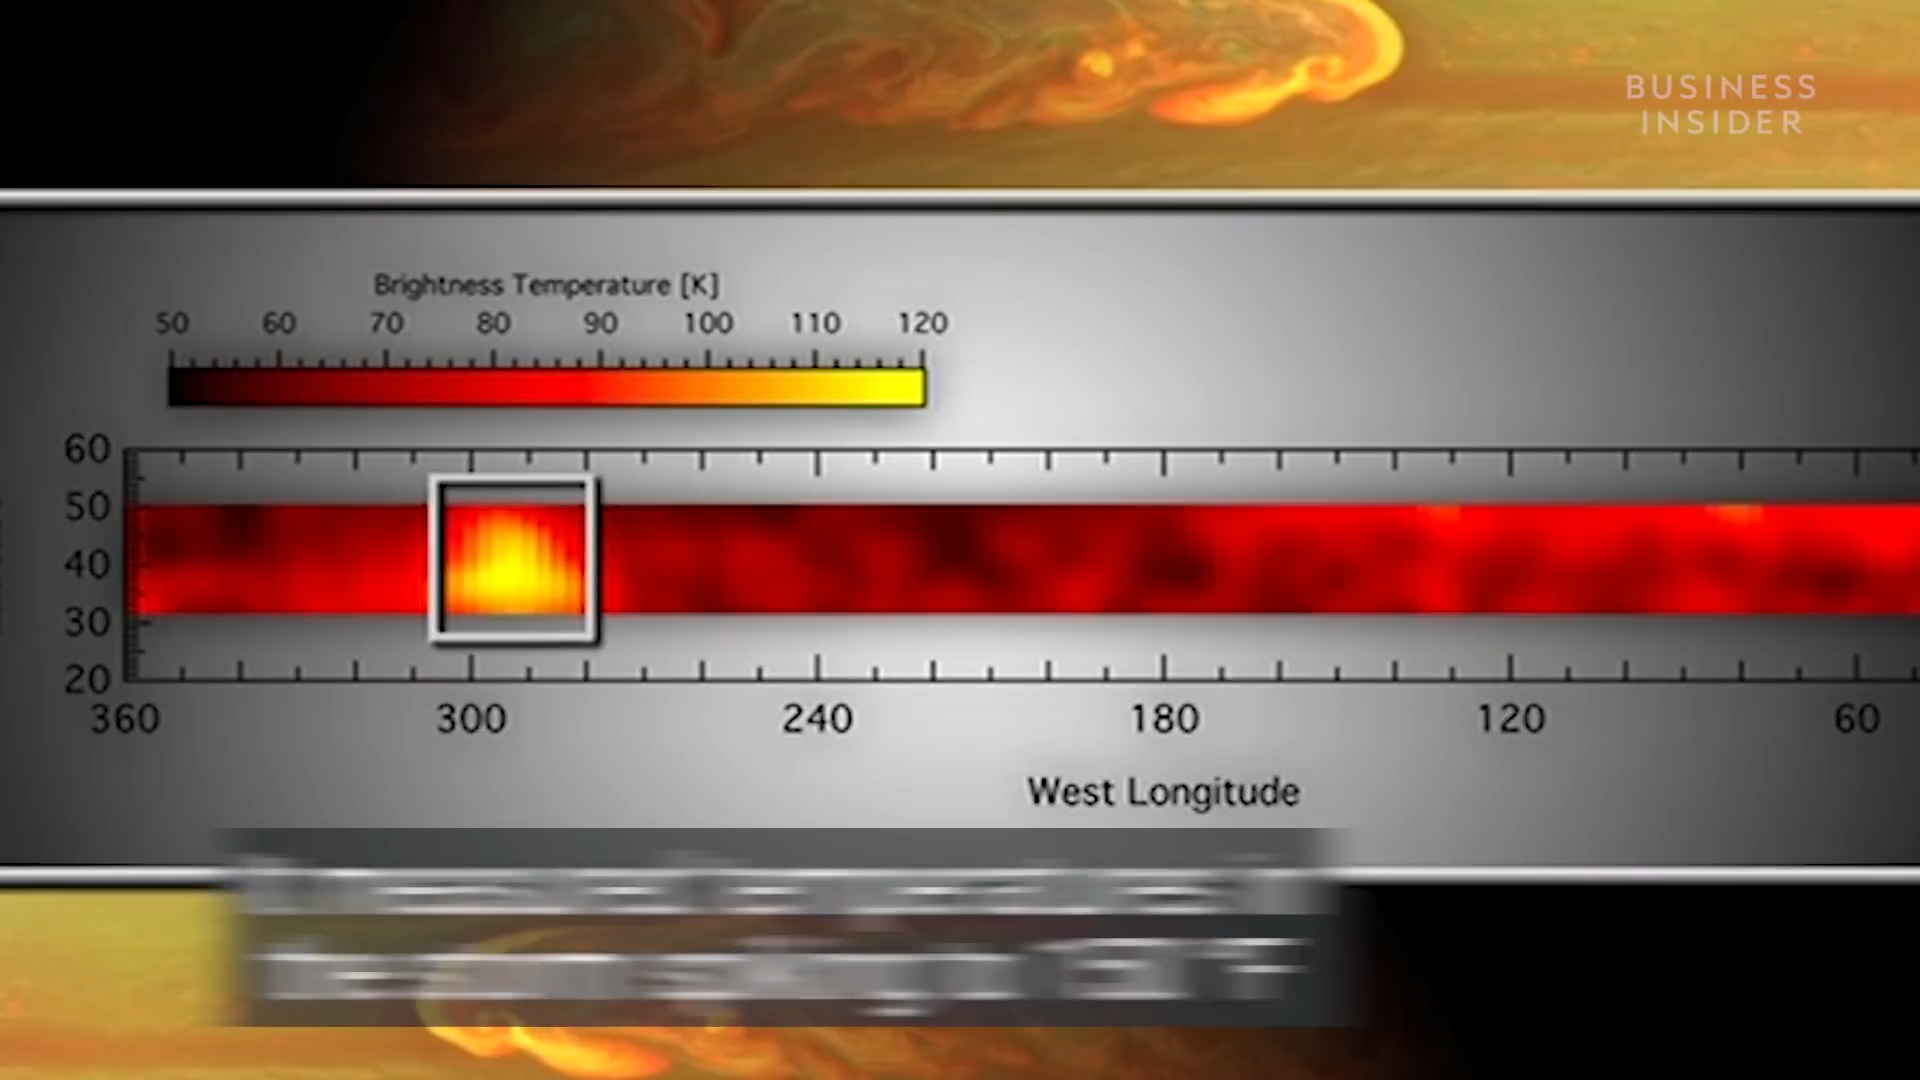 BUSINESS
INSIDER
Brightness Temperature [K]
50 60 70 80 90 100 110 120
60
50
40
30
20
360 300 240 180 120 60
West Longitude